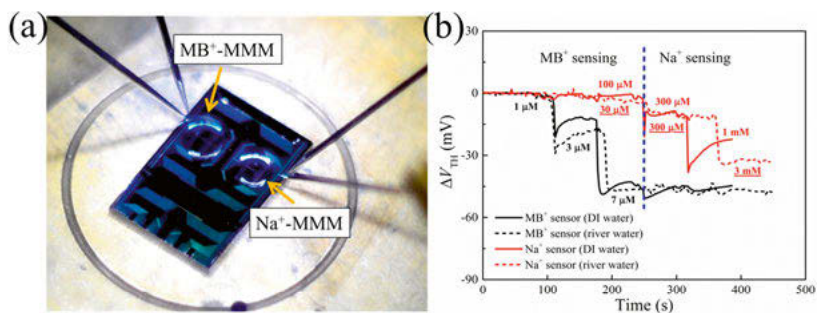 (a)
MB⁺-MMM
Na⁺-MMM
(b)
MB⁺ sensing
Na⁺ sensing
100 μM
1 μM
30 μM
300 μM
300 μM
1 mM
3 μM
3 mM
7 μM
MB⁺ sensor (DI water)
MB⁺ sensor (river water)
Na⁺ sensor (DI water)
Na⁺ sensor (river water)
ΔV_TH (mV)
30
0
-30
-60
-90
0 100 200 300 400 500
Time (s)